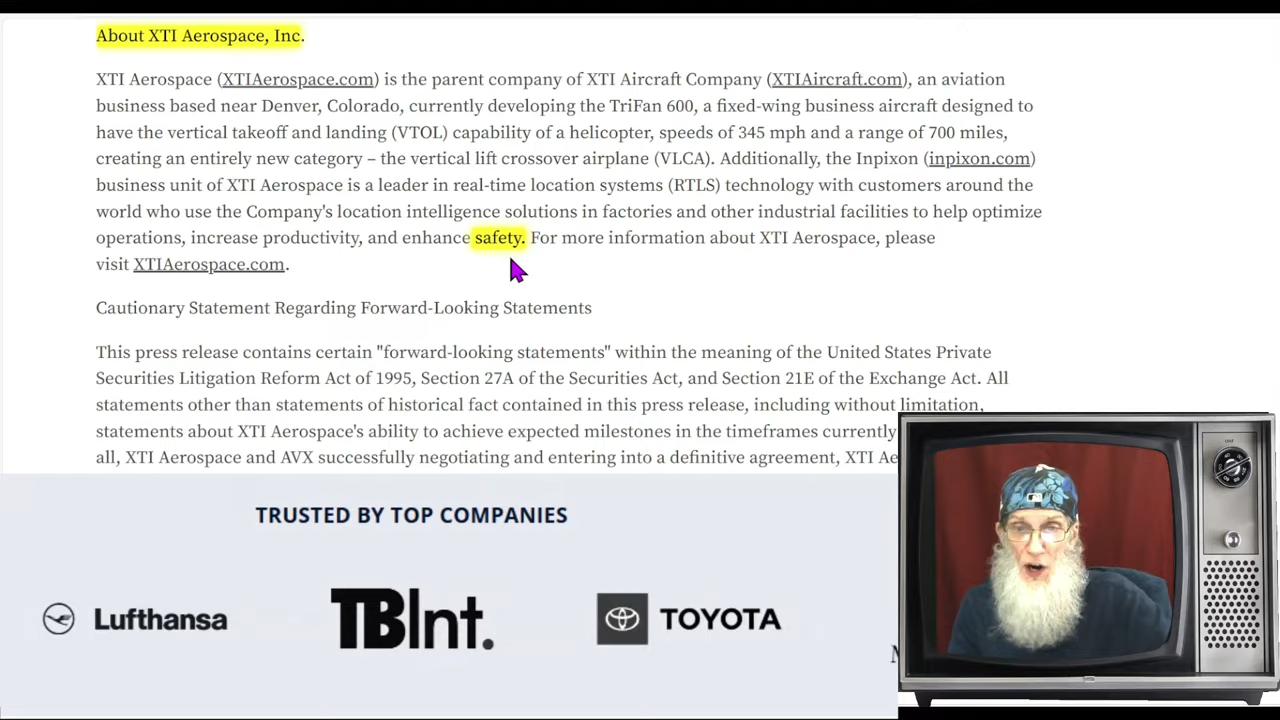 About XTI Aerospace, Inc.
XTI Aerospace (XTIAerospace.com) is the parent company of XTI Aircraft Company (XTIAircraft.com), an aviation
business based near Denver, Colorado, currently developing the TriFan 600, a fixed-wing business aircraft designed to
have the vertical takeoff and landing (VTOL) capability of a helicopter, speeds of 345 mph and a range of 700 miles,
creating an entirely new category – the vertical lift crossover airplane (VLCA). Additionally, the Inpixon (inpixon.com)
business unit of XTI Aerospace is a leader in real-time location systems (RTLS) technology with customers around the
world who use the Company's location intelligence solutions in factories and other industrial facilities to help optimize
operations, increase productivity, and enhance safety. For more information about XTI Aerospace, please
visit XTIAerospace.com.
Cautionary Statement Regarding Forward-Looking Statements
This press release contains certain "forward-looking statements" within the meaning of the United States Private
Securities Litigation Reform Act of 1995, Section 27A of the Securities Act, and Section 21E of the Exchange Act. All
statements other than statements of historical fact contained in this press release, including without limitation,
statements about XTI Aerospace's ability to achieve expected milestones in the timeframes currently
all, XTI Aerospace and AVX successfully negotiating and entering into a definitive agreement, XTI Ae
TRUSTED BY TOP COMPANIES
Lufthansa
TBInt.
TOYOTA